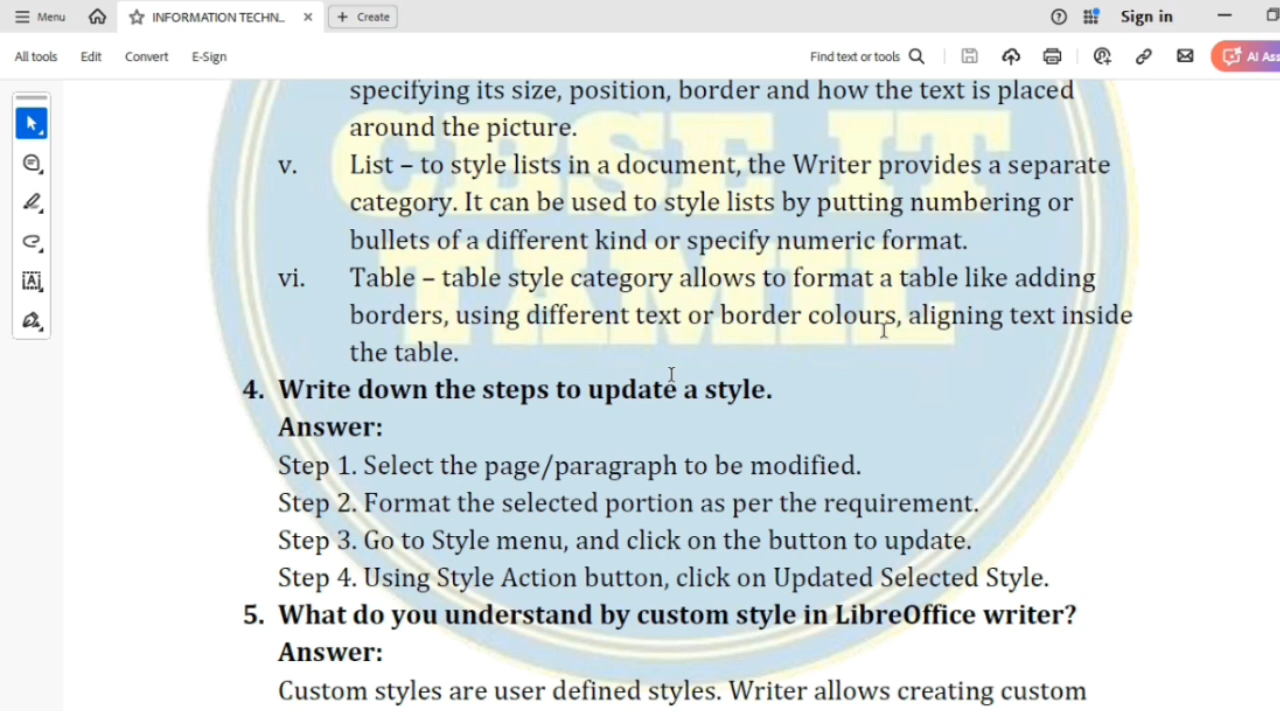 Menu
INFORMATION TECHN...
Create
Sign in
All tools
Edit
Convert
E-Sign
Find text or tools
AI Ass
CBSE IT
TAMIL
specifying its size, position, border and how the text is placed
around the picture.
v. List – to style lists in a document, the Writer provides a separate
category. It can be used to style lists by putting numbering or
bullets of a different kind or specify numeric format.
vi. Table – table style category allows to format a table like adding
borders, using different text or border colours, aligning text inside
the table.
4. Write down the steps to update a style.
Answer:
Step 1. Select the page/paragraph to be modified.
Step 2. Format the selected portion as per the requirement.
Step 3. Go to Style menu, and click on the button to update.
Step 4. Using Style Action button, click on Updated Selected Style.
5. What do you understand by custom style in LibreOffice writer?
Answer:
Custom styles are user defined styles. Writer allows creating custom